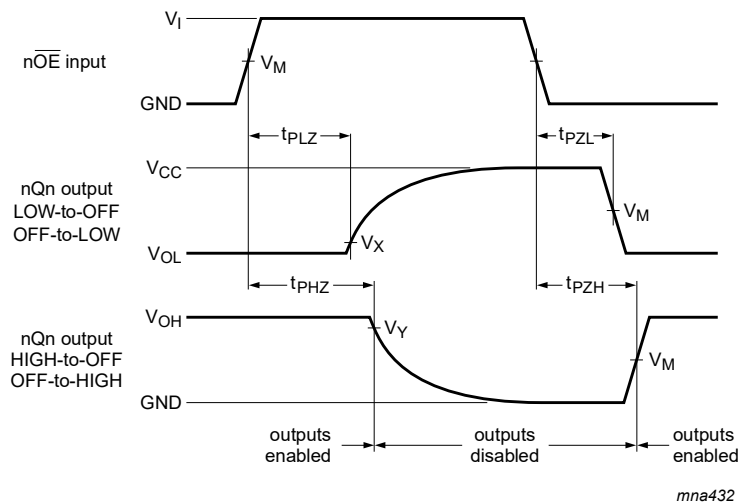 V_I
nOE input
V_M
GND
t_PLZ
t_PZL
V_CC
nQn output
LOW-to-OFF
OFF-to-LOW
V_M
V_X
V_OL
t_PHZ
t_PZH
V_OH
V_Y
nQn output
HIGH-to-OFF
OFF-to-HIGH
V_M
GND
outputs
enabled
outputs
disabled
outputs
enabled
mna432